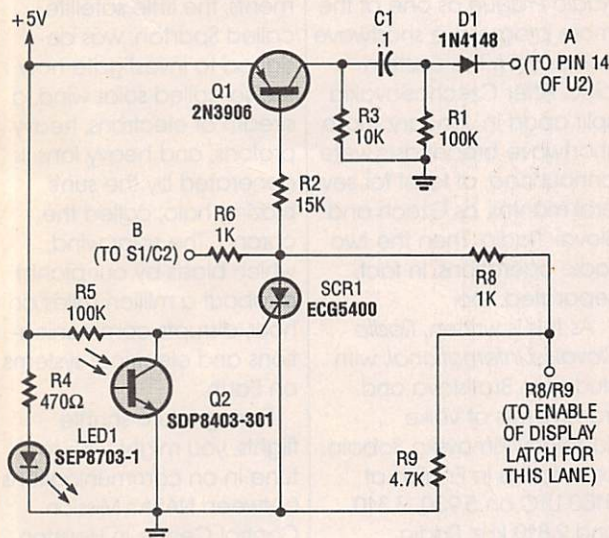 +5V
C1
.1
D1
1N4148
A
(TO PIN 14
OF U2)
Q1
2N3906
R3
10K
R1
100K
R2
15K
R6
1K
B
(TO S1/C2)
R8
1K
SCR1
ECG5400
R5
100K
R4
470Ω
Q2
SDP8403-301
LED1
SEP8703-1
R9
4.7K
R8/R9
(TO ENABLE
OF DISPLAY
LATCH FOR
THIS LANE)